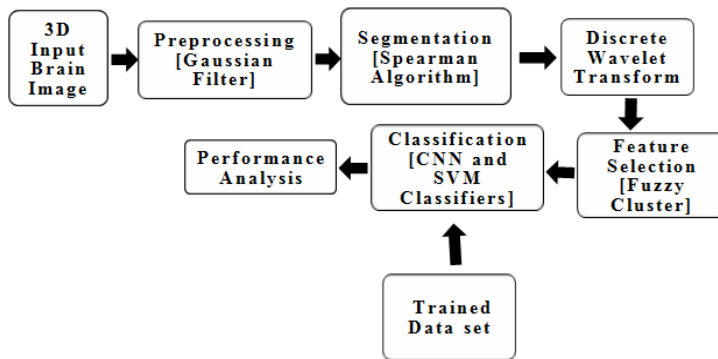 3D
Input
Brain
Image
Preprocessing
[Gaussian
Filter]
Segmentation
[Spearman
Algorithm]
Discrete
Wavelet
Transform
Feature
Selection
[Fuzzy
Cluster]
Classification
[CNN and
SVM
Classifiers]
Performance
Analysis
Trained
Data set